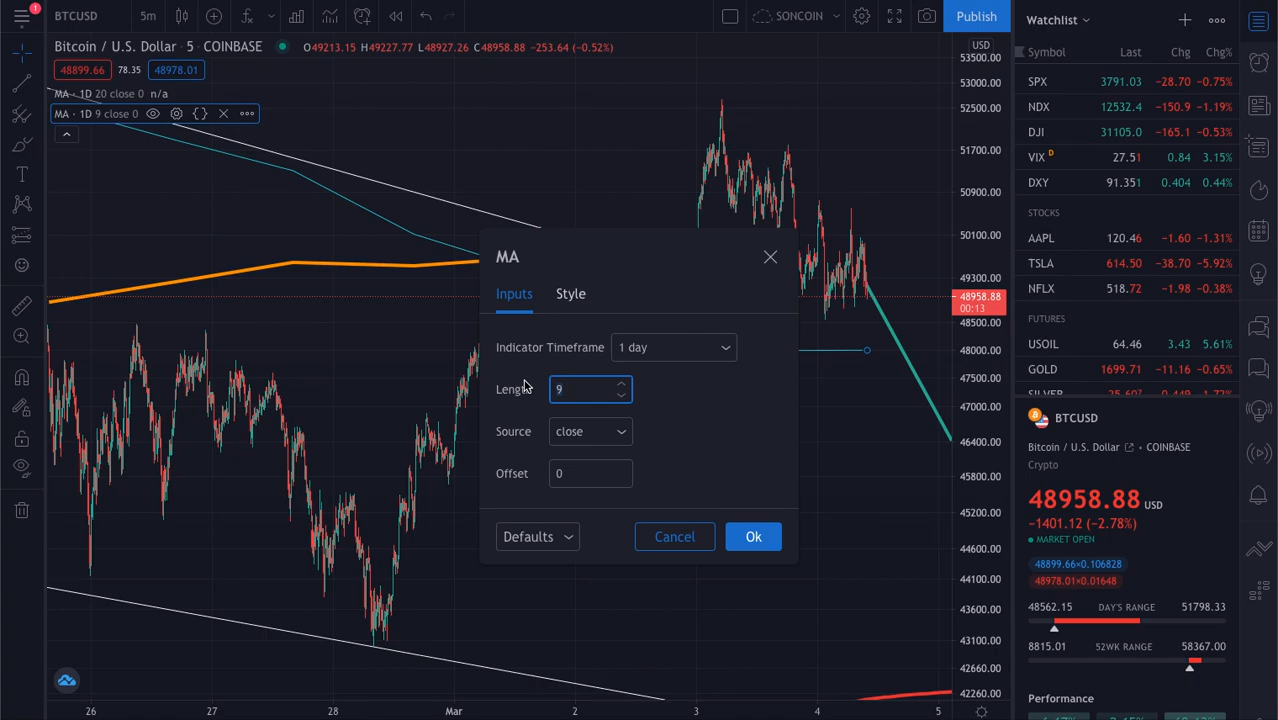 1
BTCUSD 5m SONCOIN Publish
Bitcoin / U.S. Dollar · 5 · COINBASE O49213.15 H49227.77 L48927.26 C48958.88 −253.64 (−0.52%)
48899.66 78.35 48978.01
MA · 1D 20 close 0 n/a
MA · 1D 9 close 0
MA
Inputs Style
Indicator Timeframe 1 day
Length 9
Source close
Offset 0
Defaults Cancel Ok
USD
53500.00
52500.00
51700.00
50900.00
50100.00
49300.00
48958.88
00:13
48500.00
48000.00
47500.00
47000.00
46400.00
45800.00
45200.00
44600.00
44100.00
43600.00
43100.00
42660.00
42260.00
26 27 28 Mar 2 3 4 5
Watchlist
Symbol Last Chg Chg%
SPX 3791.03 −28.70 −0.75%
NDX 12532.4 −150.9 −1.19%
DJI 31105.0 −165.1 −0.53%
VIX D 27.51 0.84 3.15%
DXY 91.351 0.404 0.44%
STOCKS
AAPL 120.46 −1.60 −1.31%
TSLA 614.50 −38.70 −5.92%
NFLX 518.72 −1.98 −0.38%
FUTURES
USOIL 64.46 3.43 5.61%
GOLD 1699.71 −11.16 −0.65%
BTCUSD
Bitcoin / U.S. Dollar · COINBASE
Crypto
48958.88 USD
−1401.12 (−2.78%)
MARKET OPEN
48899.66×0.106828
48978.01×0.01648
48562.15 DAY'S RANGE 51798.33
8815.01 52WK RANGE 58367.00
Performance